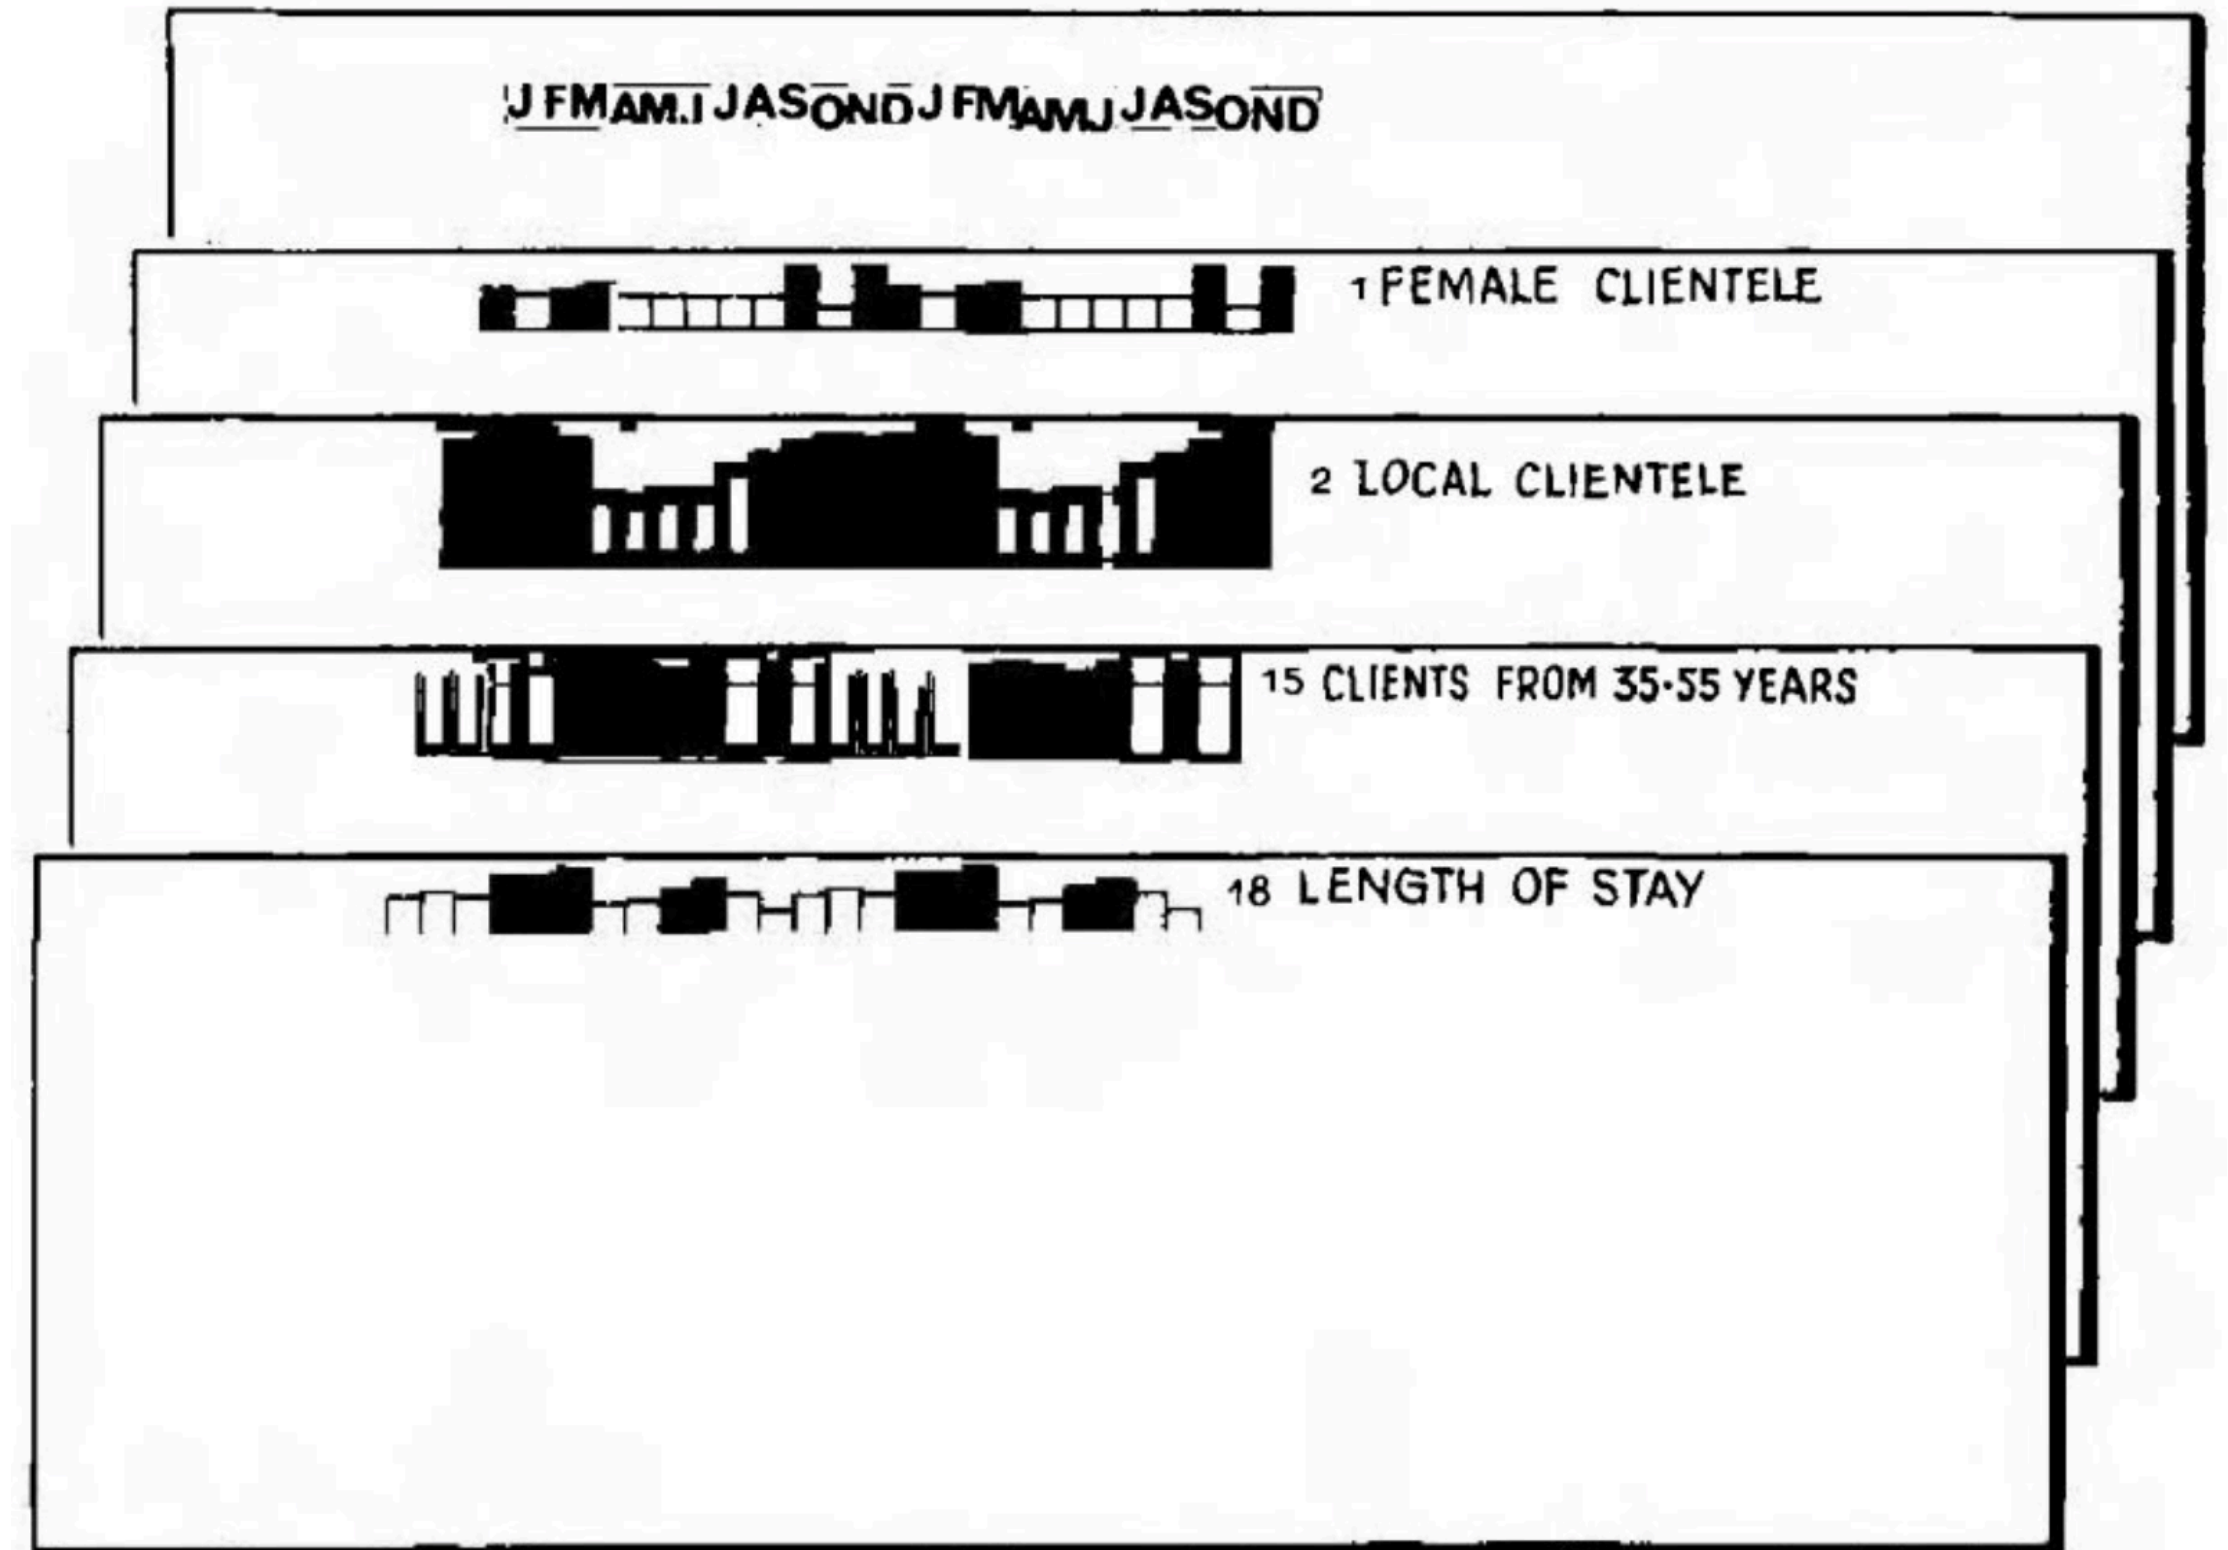 J F M A M J J A S O N D J F M A M J J A S O N D
1 FEMALE CLIENTELE
2 LOCAL CLIENTELE
15 CLIENTS FROM 35-55 YEARS
18 LENGTH OF STAY